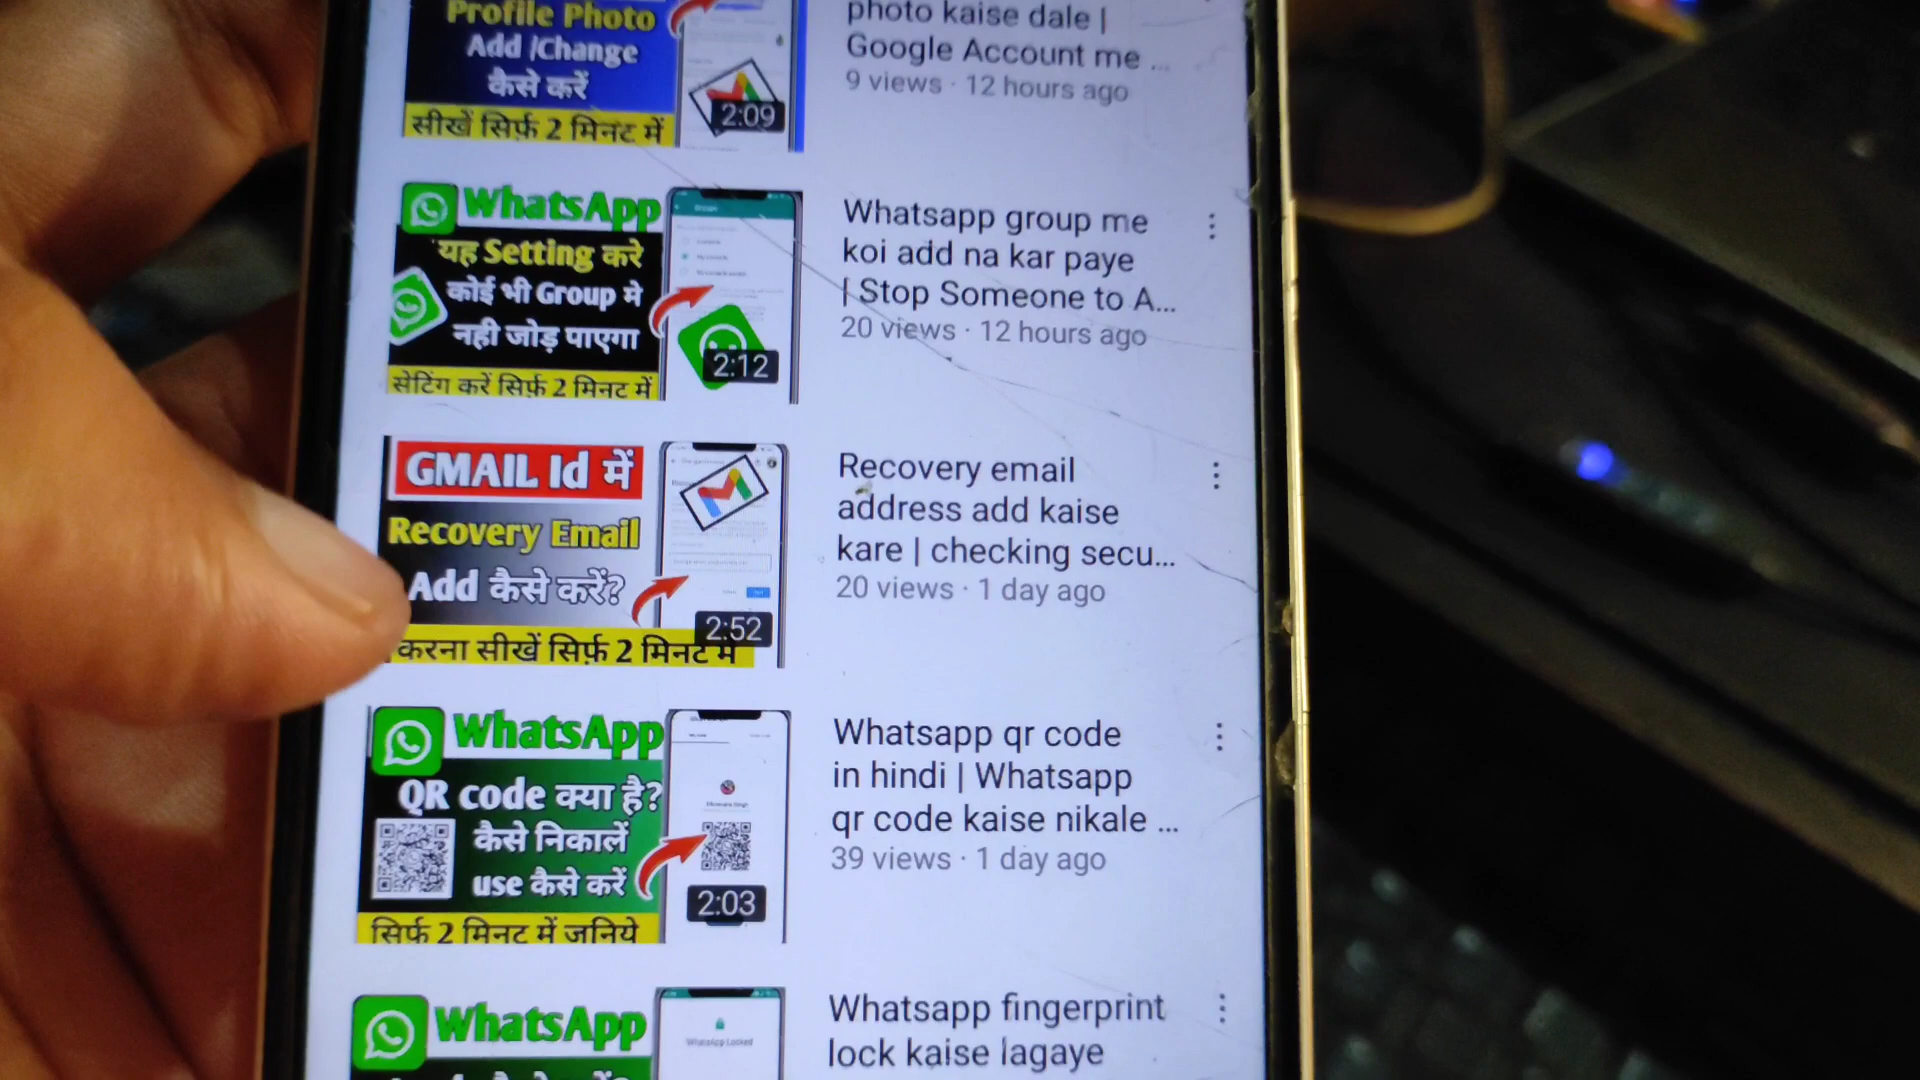 Profile Photo
Add /Change
कैसे करें
सीखें सिर्फ़ 2 मिनट में
2:09
photo kaise dale |
Google Account me ...
9 views · 12 hours ago
WhatsApp
यह Setting करे
कोई भी Group मे
नही जोड़ पाएगा
सेटिंग करें सिर्फ़ 2 मिनट में
2:12
Whatsapp group me
koi add na kar paye
| Stop Someone to A...
20 views · 12 hours ago
GMAIL Id में
Recovery Email
Add कैसे करें?
करना सीखें सिर्फ़ 2 मिनट में
2:52
Recovery email
address add kaise
kare | checking secu...
20 views · 1 day ago
WhatsApp
QR code क्या है?
कैसे निकालें
use कैसे करें
सिर्फ़ 2 मिनट में जनिये
2:03
Whatsapp qr code
in hindi | Whatsapp
qr code kaise nikale ...
39 views · 1 day ago
WhatsApp
WhatsApp Locked
Whatsapp fingerprint
lock kaise lagaye